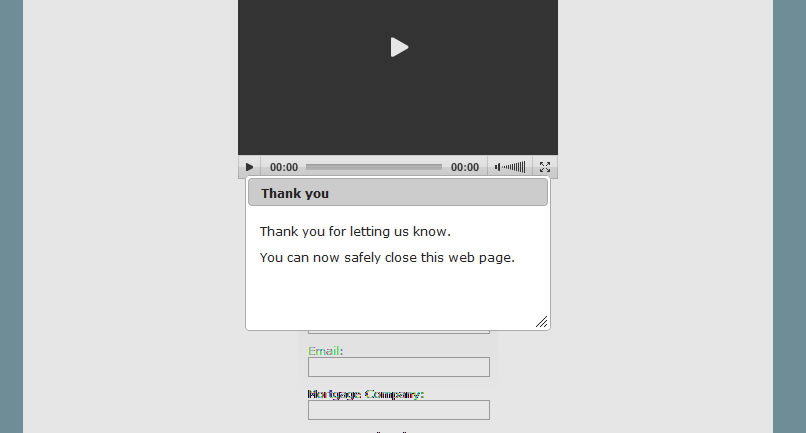 00:00 00:00
Thank you
Thank you for letting us know.
You can now safely close this web page.
Email:
Mortgage Company: